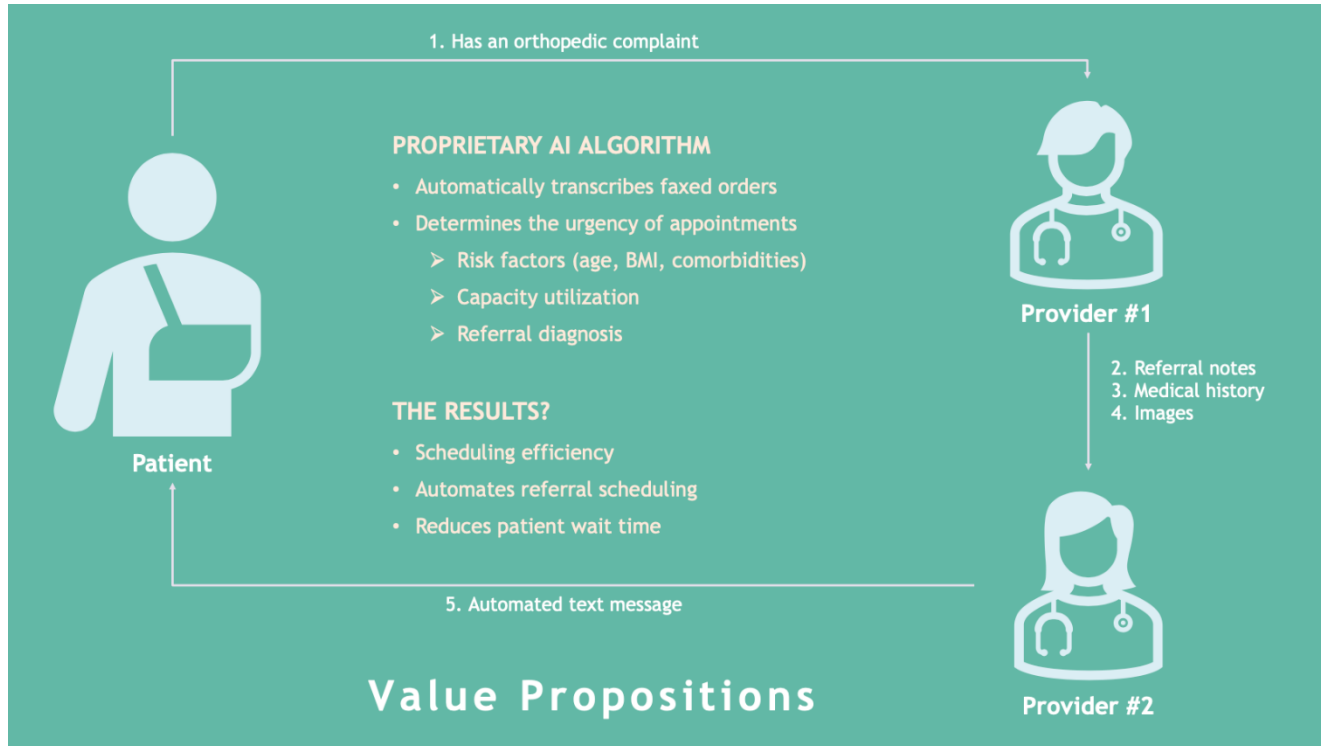 1. Has an orthopedic complaint
PROPRIETARY AI ALGORITHM
• Automatically transcribes faxed orders
• Determines the urgency of appointments
➢ Risk factors (age, BMI, comorbidities)
➢ Capacity utilization
➢ Referral diagnosis
THE RESULTS?
• Scheduling efficiency
• Automates referral scheduling
• Reduces patient wait time
Patient
Provider #1
2. Referral notes
3. Medical history
4. Images
Provider #2
5. Automated text message
Value Propositions